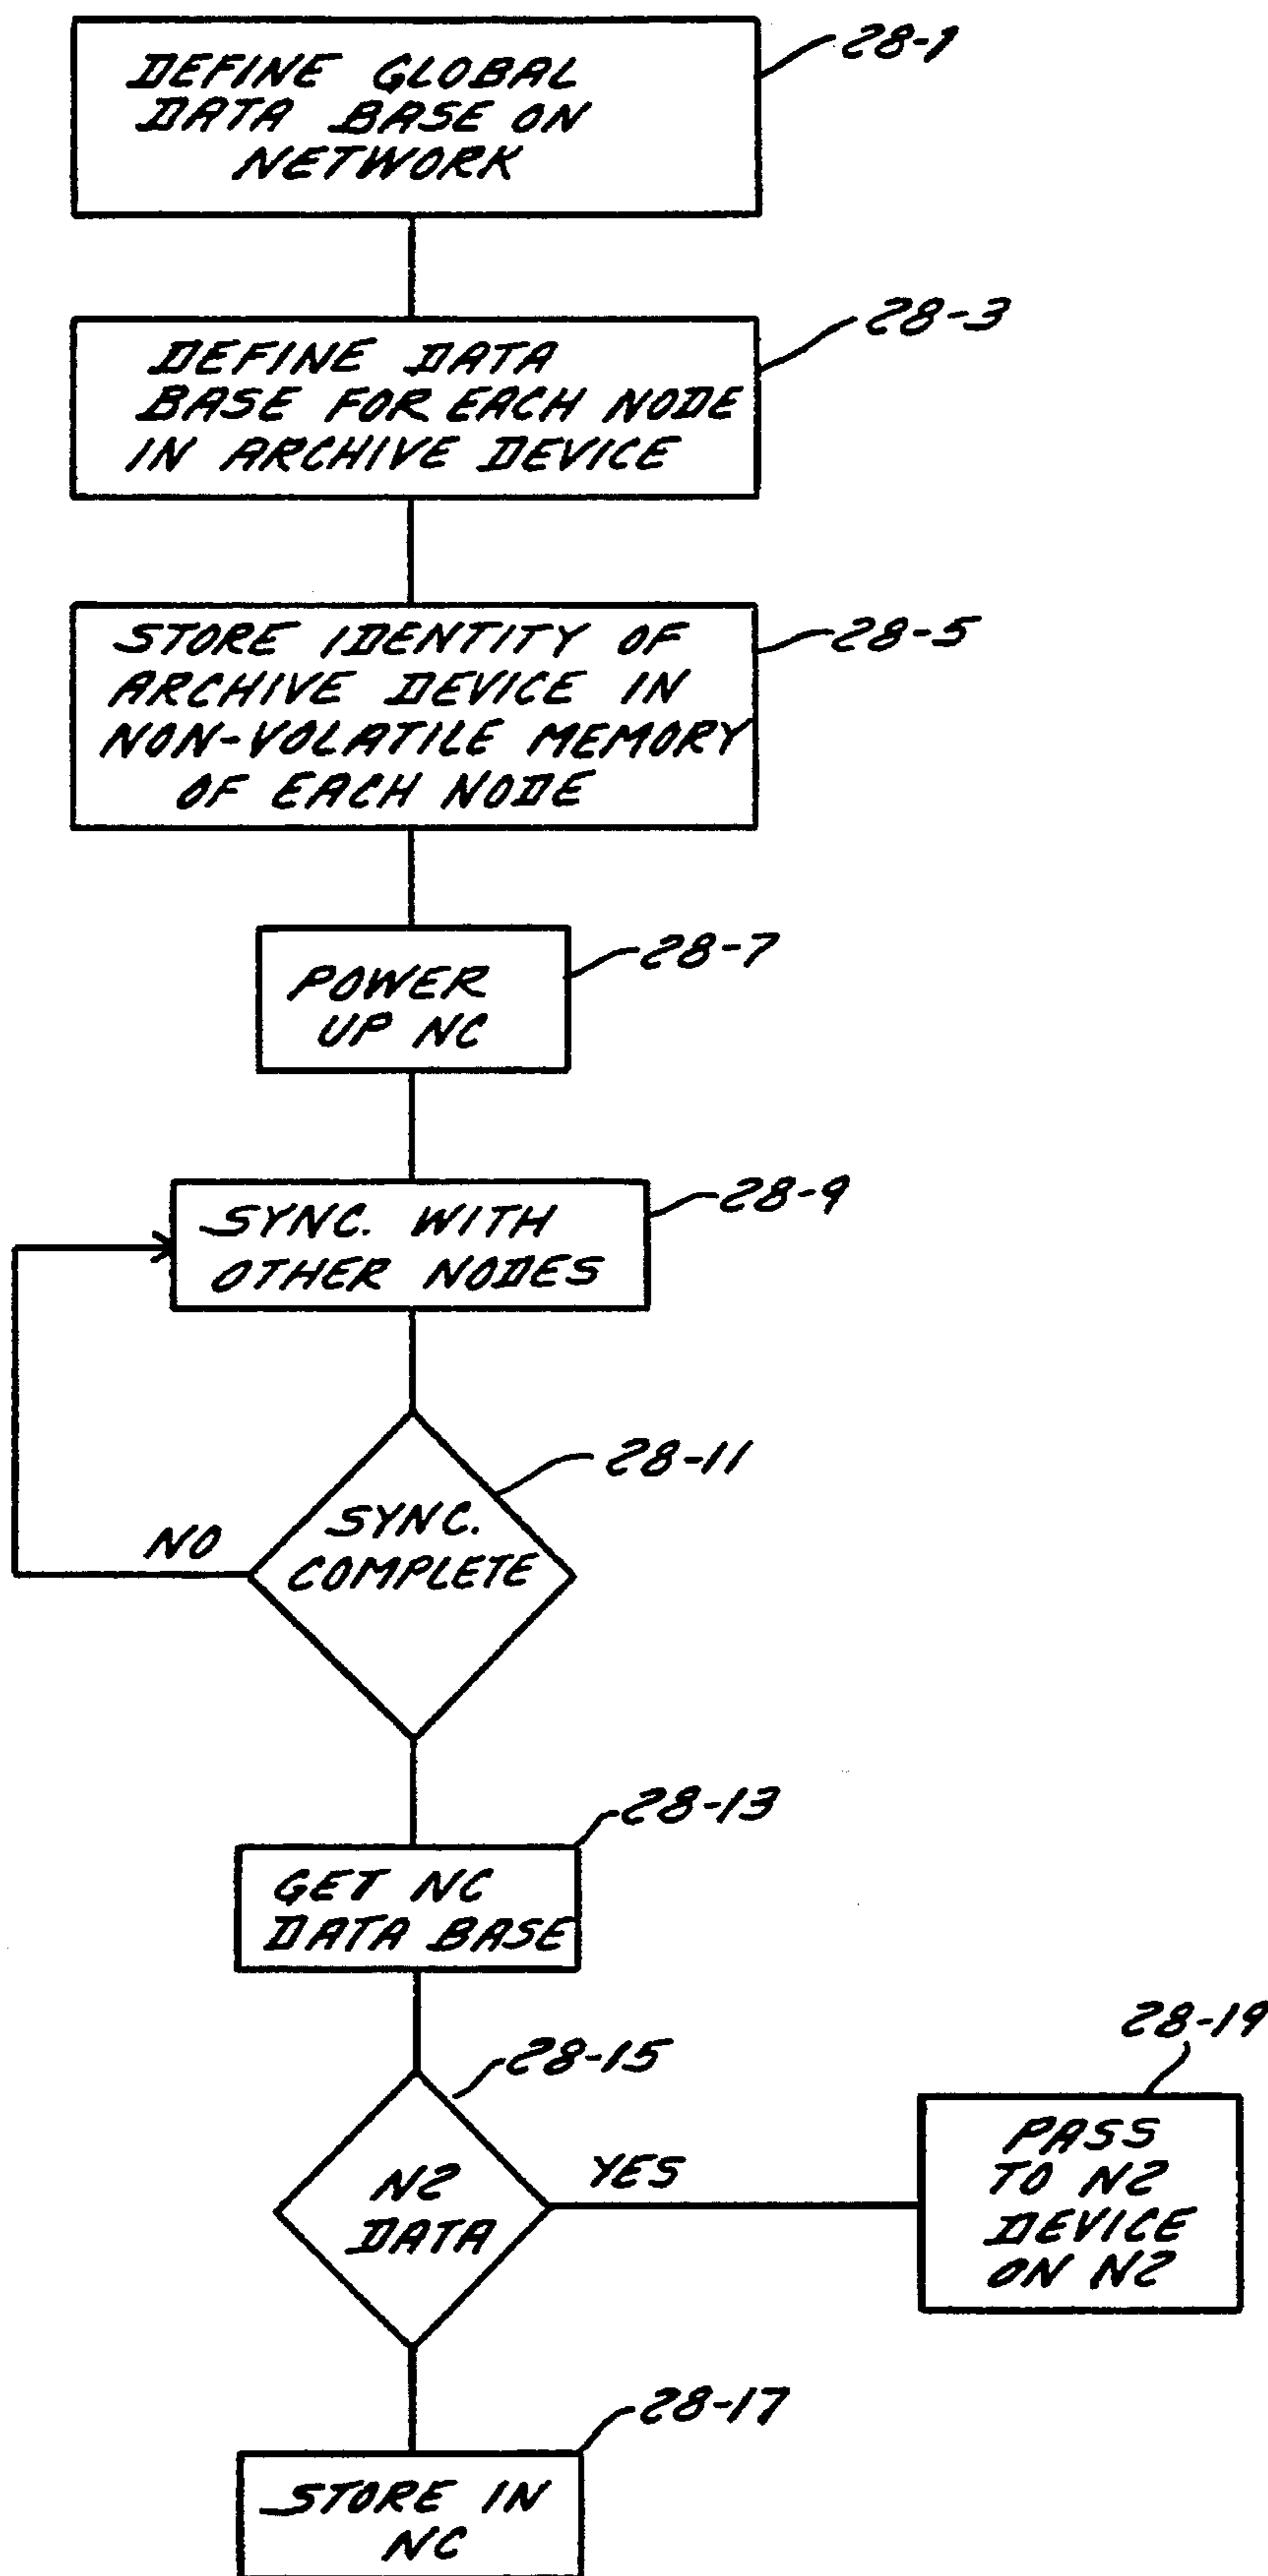 28-1
DEFINE GLOBAL
DATA BASE ON
NETWORK
28-3
DEFINE DATA
BASE FOR EACH NODE
IN ARCHIVE DEVICE
28-5
STORE IDENTITY OF
ARCHIVE DEVICE IN
NON-VOLATILE MEMORY
OF EACH NODE
28-7
POWER
UP NC
28-9
SYNC. WITH
OTHER NODES
28-11
SYNC.
COMPLETE
NO
28-13
GET NC
DATA BASE
28-15
N2
DATA
YES
28-19
PASS
TO N2
DEVICE
ON N2
28-17
STORE IN
NC